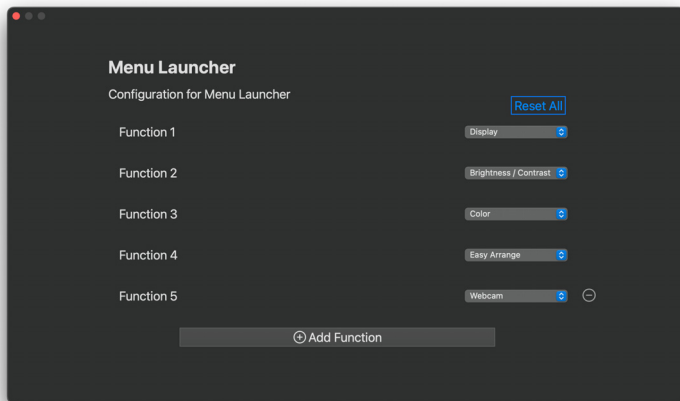 Menu Launcher
Configuration for Menu Launcher
Reset All
Function 1 Display
Function 2 Brightness / Contrast
Function 3 Color
Function 4 Easy Arrange
Function 5 Webcam
Add Function